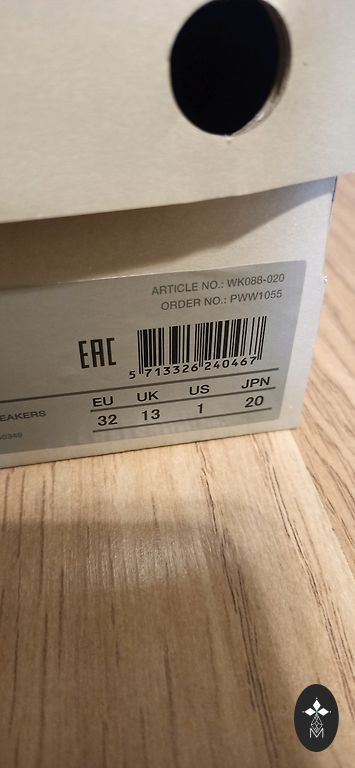 ARTICLE NO.: WK088-020
ORDER NO.: PWW1055
EAC
5 713326 240467
EU UK US JPN
EAKERS
32 13 1 20
M